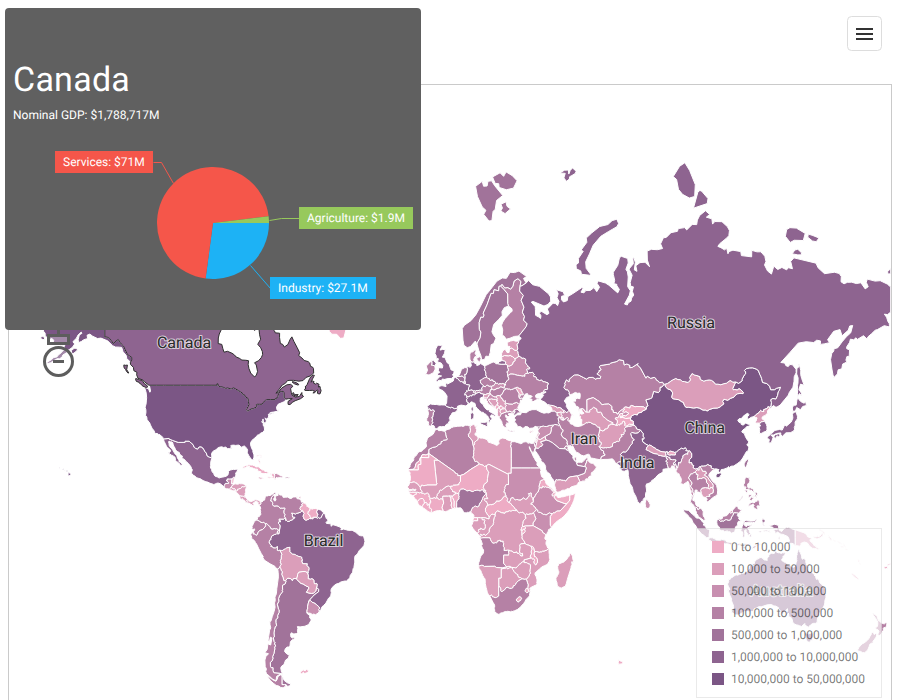 Canada
Nominal GDP: $1,788,717M
Services: $71M
Agriculture: $1.9M
Industry: $27.1M
Russia
Canada
China
Iran
India
Brazil
0 to 10,000
10,000 to 50,000
50,000 to 100,000
100,000 to 500,000
500,000 to 1,000,000
1,000,000 to 10,000,000
10,000,000 to 50,000,000